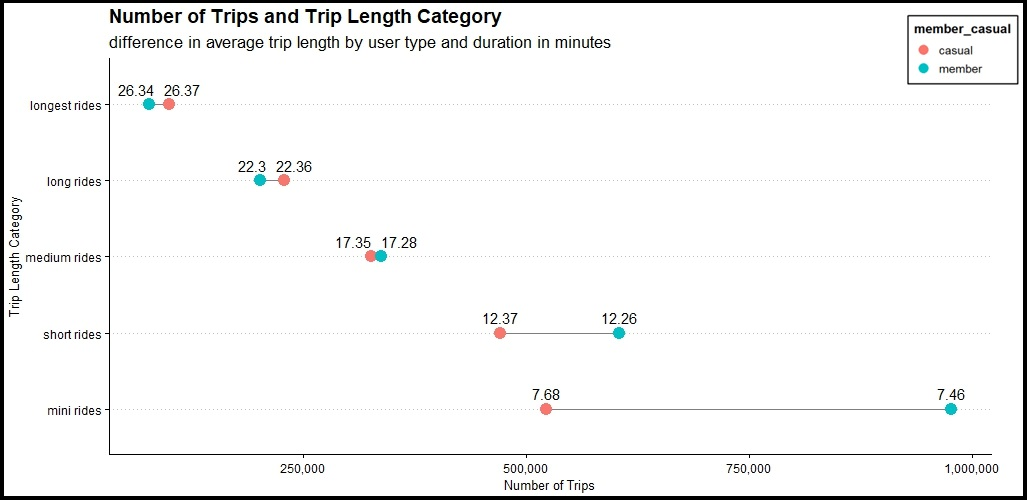 Number of Trips and Trip Length Category
difference in average trip length by user type and duration in minutes
member_casual
casual
member
Trip Length Category
longest rides
26.34 26.37
long rides
22.3 22.36
medium rides
17.35 17.28
short rides
12.37 12.26
mini rides
7.68 7.46
250,000 500,000 750,000 1,000,000
Number of Trips